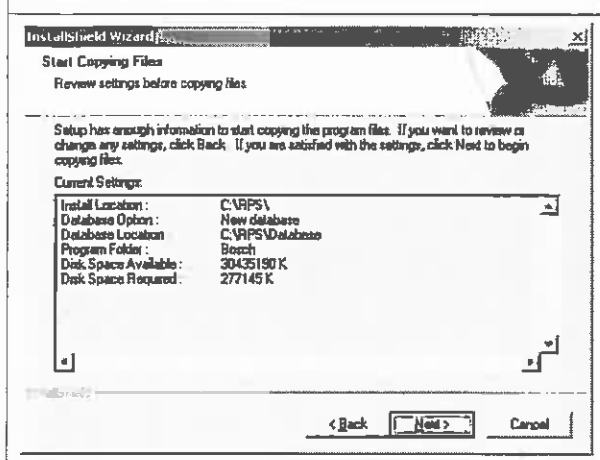 InstallShield Wizard
Start Copying Files
Review settings before copying files.
Setup has enough information to start copying the program files. If you want to review or
change any settings, click Back. If you are satisfied with the settings, click Next to begin
copying files.
Current Settings:
Install Location : C:\RPS\
Database Option : New database
Database Location C:\RPS\Database
Program Folder : Bosch
Disk Space Available : 30435190 K
Disk Space Required : 277145 K
InstallShield
< Back Next > Cancel